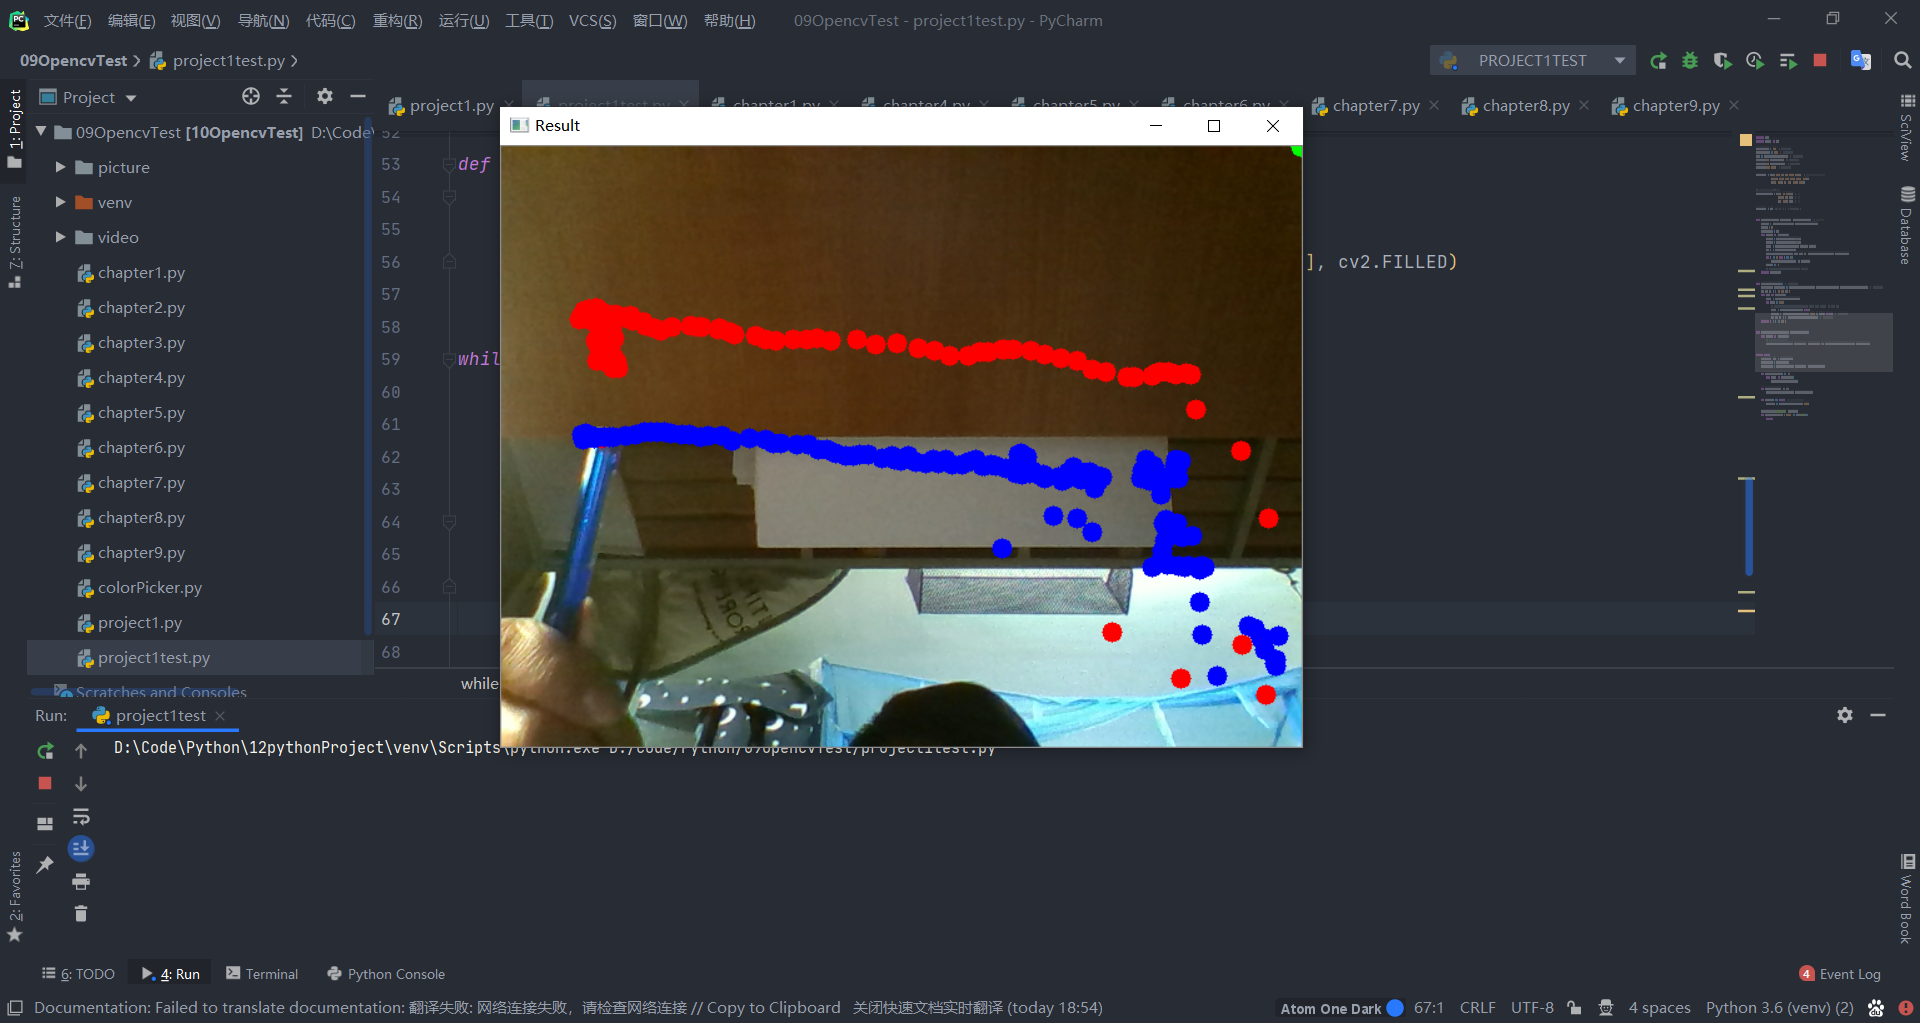 文件(F) 编辑(E) 视图(V) 导航(N) 代码(C) 重构(R) 运行(U) 工具(T) VCS(S) 窗口(W) 帮助(H) 09OpencvTest - project1test.py - PyCharm
09OpencvTest project1test.py PROJECT1TEST
Project
project1.py project1test.py chapter1.py chapter4.py chapter5.py chapter6.py chapter7.py chapter8.py chapter9.py
Result
1: Project
7: Structure
2: Favorites
SciView
Database
Word Book
09OpencvTest [10OpencvTest] D:\Code\
picture
venv
video
chapter1.py
chapter2.py
chapter3.py
chapter4.py
chapter5.py
chapter6.py
chapter7.py
chapter8.py
chapter9.py
colorPicker.py
project1.py
project1test.py
Scratches and Consoles
52
53 def
54
55
56 ], cv2.FILLED)
57
58
59 whil
60
61
62
63
64
65
66
67
68
while
Run: project1test
D:\Code\Python\12pythonProject\venv\Scripts\python.exe D:/Code/Python/09OpencvTest/project1test.py
6: TODO 4: Run Terminal Python Console 4 Event Log
Documentation: Failed to translate documentation: 翻译失败: 网络连接失败，请检查网络连接 // Copy to Clipboard 关闭快速文档实时翻译 (today 18:54) Atom One Dark 67:1 CRLF UTF-8 4 spaces Python 3.6 (venv) (2)